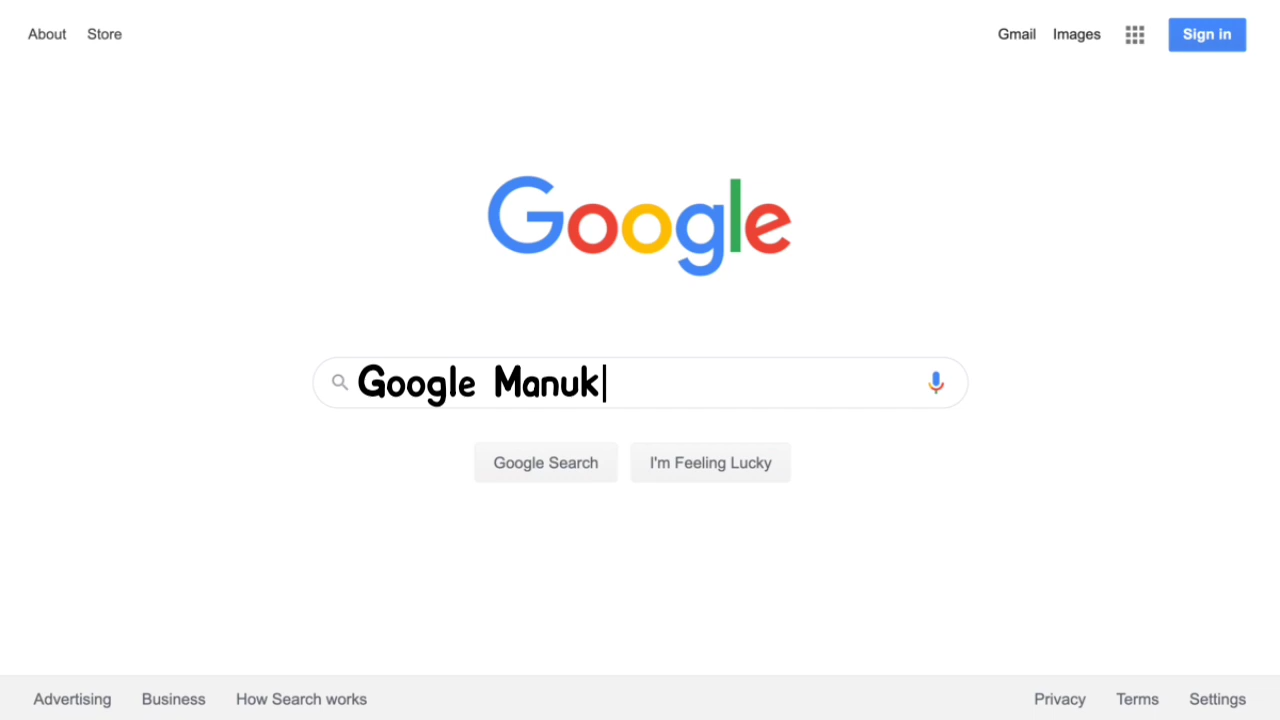 About Store Gmail Images Sign in
Google
Google Manuk
Google Search I'm Feeling Lucky
Advertising Business How Search works Privacy Terms Settings